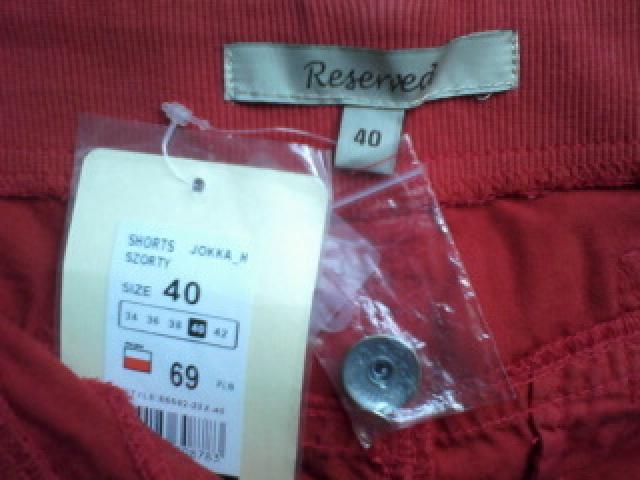 Reserved
40
SHORTS JOKKA_H
SZORTY
SIZE 40
34 36 38 40 42
69 PLN